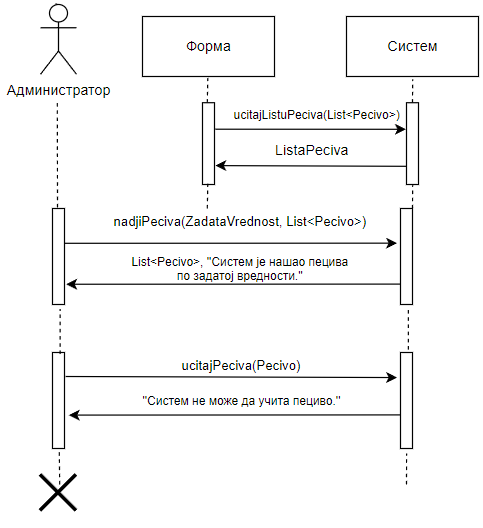 Администратор
Форма
Систем
ucitajListuPeciva(List<Pecivo>)
ListaPeciva
nadjiPeciva(ZadataVrednost, List<Pecivo>)
List<Pecivo>, "Систем је нашао пецива
по задатој вредности."
ucitajPeciva(Pecivo)
"Систем не може да учита пециво."